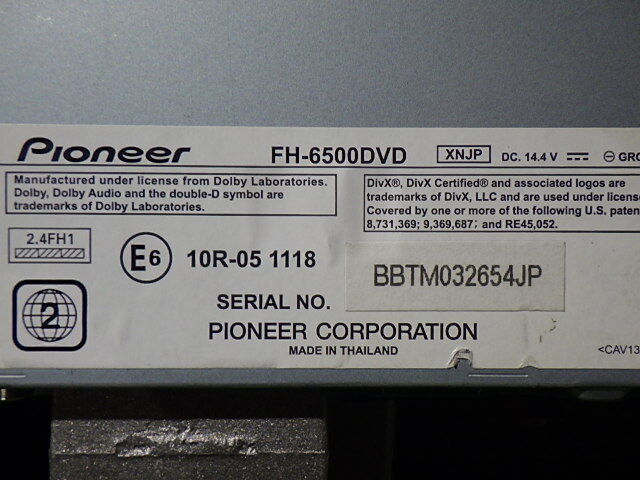 Pioneer FH-6500DVD XNJP DC. 14.4 V ⎓ ⊖
Manufactured under license from Dolby Laboratories.
Dolby, Dolby Audio and the double-D symbol are
trademarks of Dolby Laboratories.
DivX®, DivX Certified® and associated logos are
trademarks of DivX, LLC and are used under
Covered by one or more of the following U.S.
8,731,369; 9,369,687; and RE45,052.
2.4FH1
E6 10R-05 1118
2
SERIAL NO. BBTM032654JP
PIONEER CORPORATION
MADE IN THAILAND
<CAV13